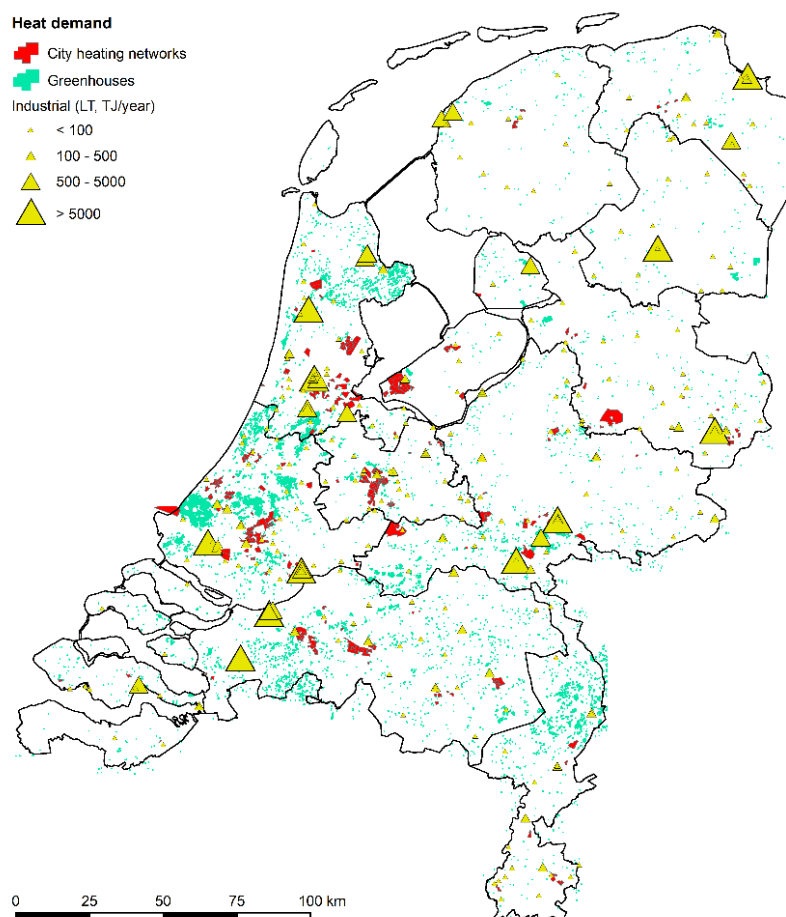 Heat demand
City heating networks
Greenhouses
Industrial (LT, TJ/year)
< 100
100 - 500
500 - 5000
> 5000
0 25 50 75 100 km